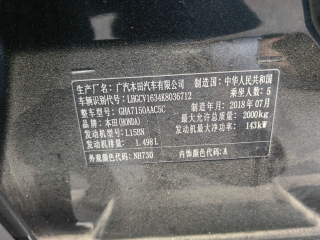 生产厂名：广汽本田汽车有限公司 制造国：中华人民共和国
车辆识别代号：LHGCV1634K8036712 乘坐人数：5
整车型号：GHA7150AAC5C 制造年月：2018年07月
品牌：本田(HONDA) 最大允许总质量：2000kg
发动机型号：L15BN 发动机最大净功率：143kW
发动机排量：1.498L
外观颜色代码：NH730 内饰颜色代码：A